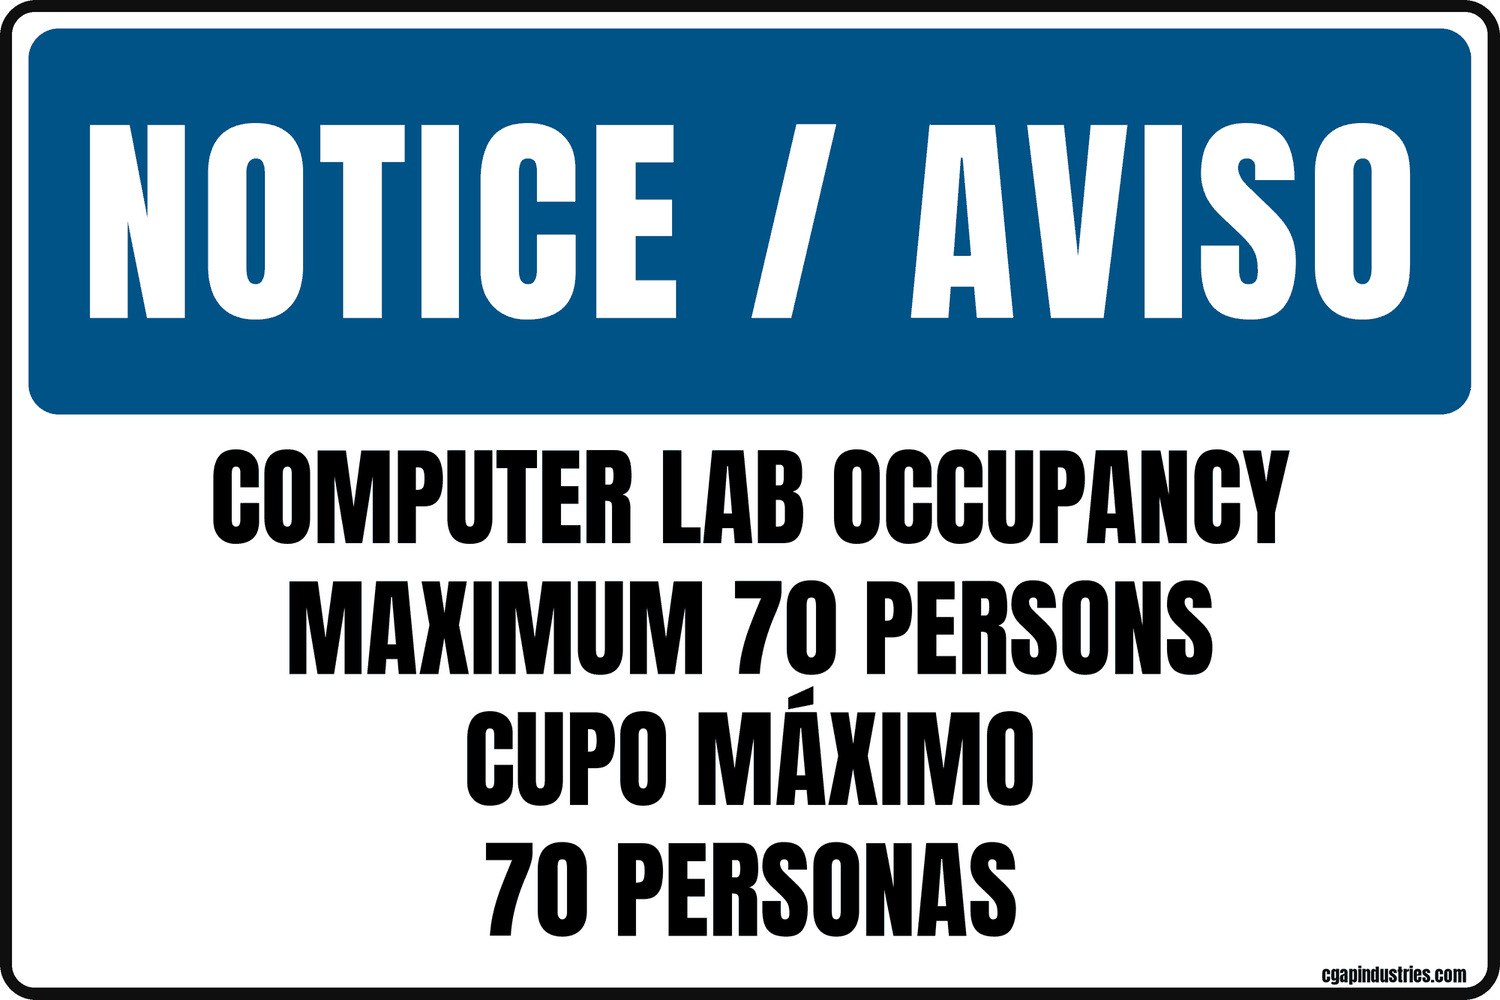 NOTICE / AVISO
COMPUTER LAB OCCUPANCY
MAXIMUM 70 PERSONS
CUPO MÁXIMO
70 PERSONAS
cgapindustries.com